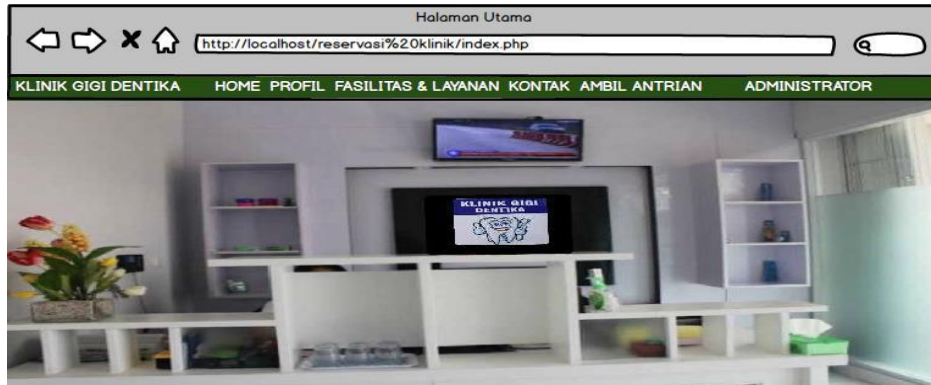 Halaman Utama
http://localhost/reservasi%20klinik/index.php
KLINIK GIGI DENTIKA HOME PROFIL FASILITAS & LAYANAN KONTAK AMBIL ANTRIAN ADMINISTRATOR
KLINIK GIGI
DENTIKA